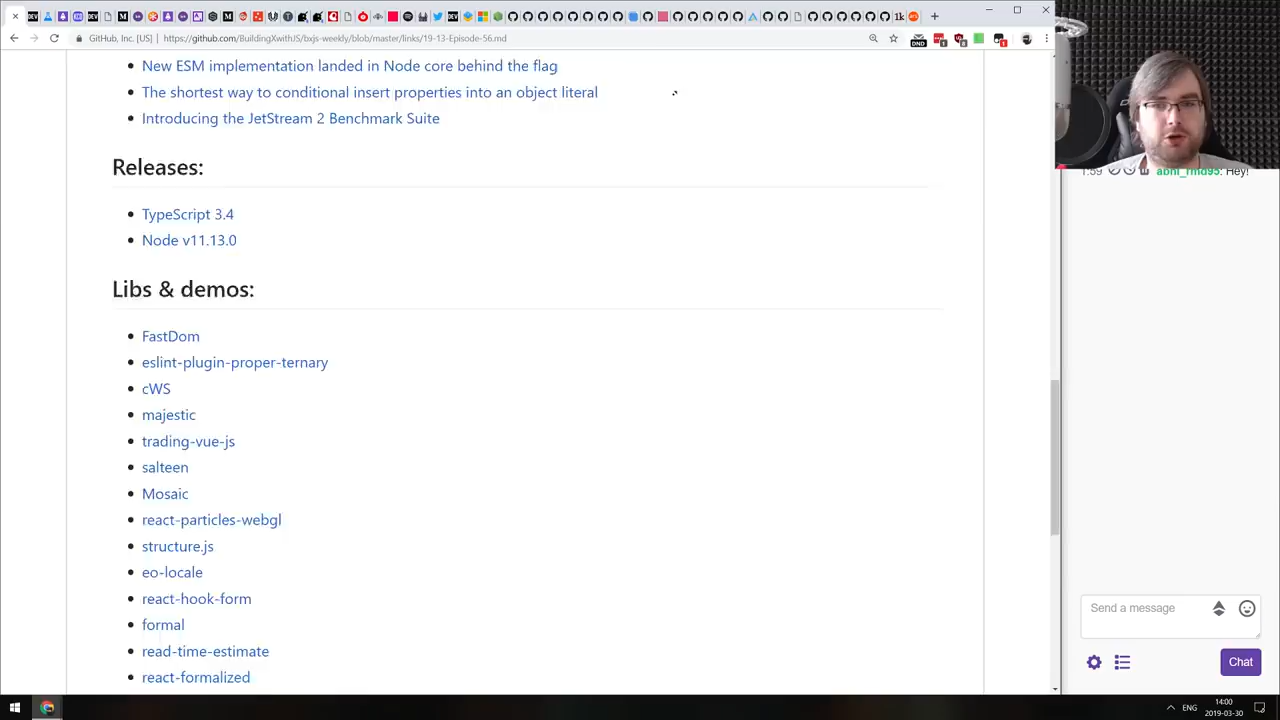 GitHub, Inc. [US] | https://github.com/BuildingXwithJS/bxjs-weekly/blob/master/links/19-13-Episode-56.md
New ESM implementation landed in Node core behind the flag
The shortest way to conditional insert properties into an object literal
Introducing the JetStream 2 Benchmark Suite
Releases:
TypeScript 3.4
Node v11.13.0
Libs & demos:
FastDom
eslint-plugin-proper-ternary
cWS
majestic
trading-vue-js
salteen
Mosaic
react-particles-webgl
structure.js
eo-locale
react-hook-form
formal
read-time-estimate
react-formalized
1:59 abhi_rmd95: Hey!
Send a message
Chat
ENG
14:00
2019-03-30